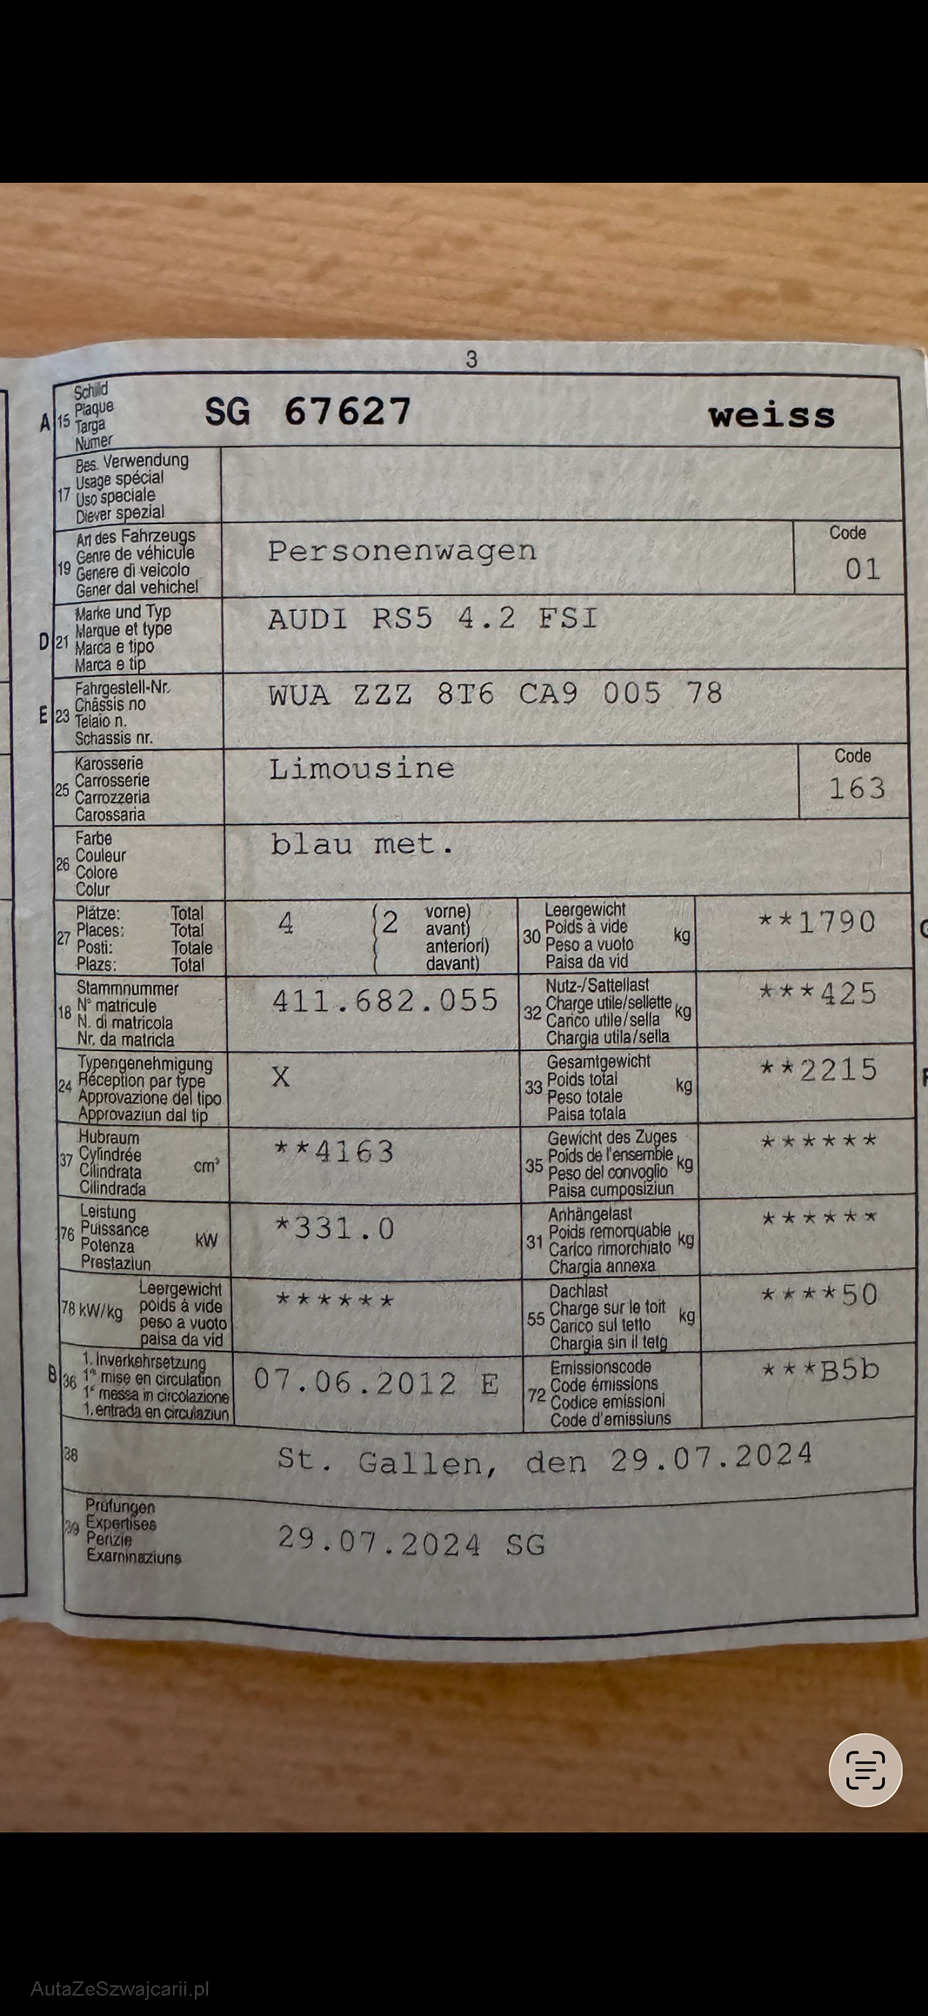 3
A 15 Schild
Plaque
Targa
Numer
SG 67627 weiss
17 Bes. Verwendung
Usage spécial
Uso speciale
Diever spezial
19 Art des Fahrzeugs
Genre de véhicule
Genere di veicolo
Gener dal vehichel
Personenwagen
Code
01
D 21 Marke und Typ
Marque et type
Marca e tipo
Marca e tip
AUDI RS5 4.2 FSI
E 23 Fahrgestell-Nr.
Châssis no
Telaio n.
Schassis nr.
WUA ZZZ 8T6 CA9 005 78
25 Karosserie
Carrosserie
Carrozzeria
Carossaria
Limousine
Code
163
26 Farbe
Couleur
Colore
Colur
blau met.
27 Plätze: Total
Places: Total
Posti: Totale
Plazs: Total
4 (2 vorne)
avant)
( anteriori)
( davant)
30 Leergewicht
Poids à vide
Peso a vuoto
Paisa da vid
kg
**1790
18 Stammnummer
N° matricule
N. di matricola
Nr. da matricla
411.682.055
32 Nutz-/Sattellast
Charge utile/sellette
Carico utile/sella
Chargia utila/sella
kg
***425
24 Typengenehmigung
Réception par type
Approvazione del tipo
Approvaziun dal tip
X
33 Gesamtgewicht
Poids total
Peso totale
Paisa totala
kg
**2215
37 Hubraum
Cylindrée
Cilindrata
Cilindrada
cm³
**4163
35 Gewicht des Zuges
Poids de l'ensemble
Peso del convoglio
Paisa cumposiziun
kg
******
76 Leistung
Puissance
Potenza
Prestaziun
kW
*331.0
31 Anhängelast
Poids remorquable
Carico rimorchiato
Chargia annexa
kg
******
78 kW/kg Leergewicht
poids à vide
peso a vuoto
paisa da vid
******
55 Dachlast
Charge sur le toit
Carico sul tetto
Chargia sin il tetg
kg
****50
B 36 1. Inverkehrsetzung
1re mise en circulation
1a messa in circolazione
1. entrada en circulaziun
07.06.2012 E
72 Emissionscode
Code émissions
Codice emissioni
Code d'emissiuns
***B5b
38
St. Gallen, den 29.07.2024
39 Prüfungen
Expertises
Perizie
Examinaziuns
29.07.2024 SG
AutaZeSzwajcarii.pl